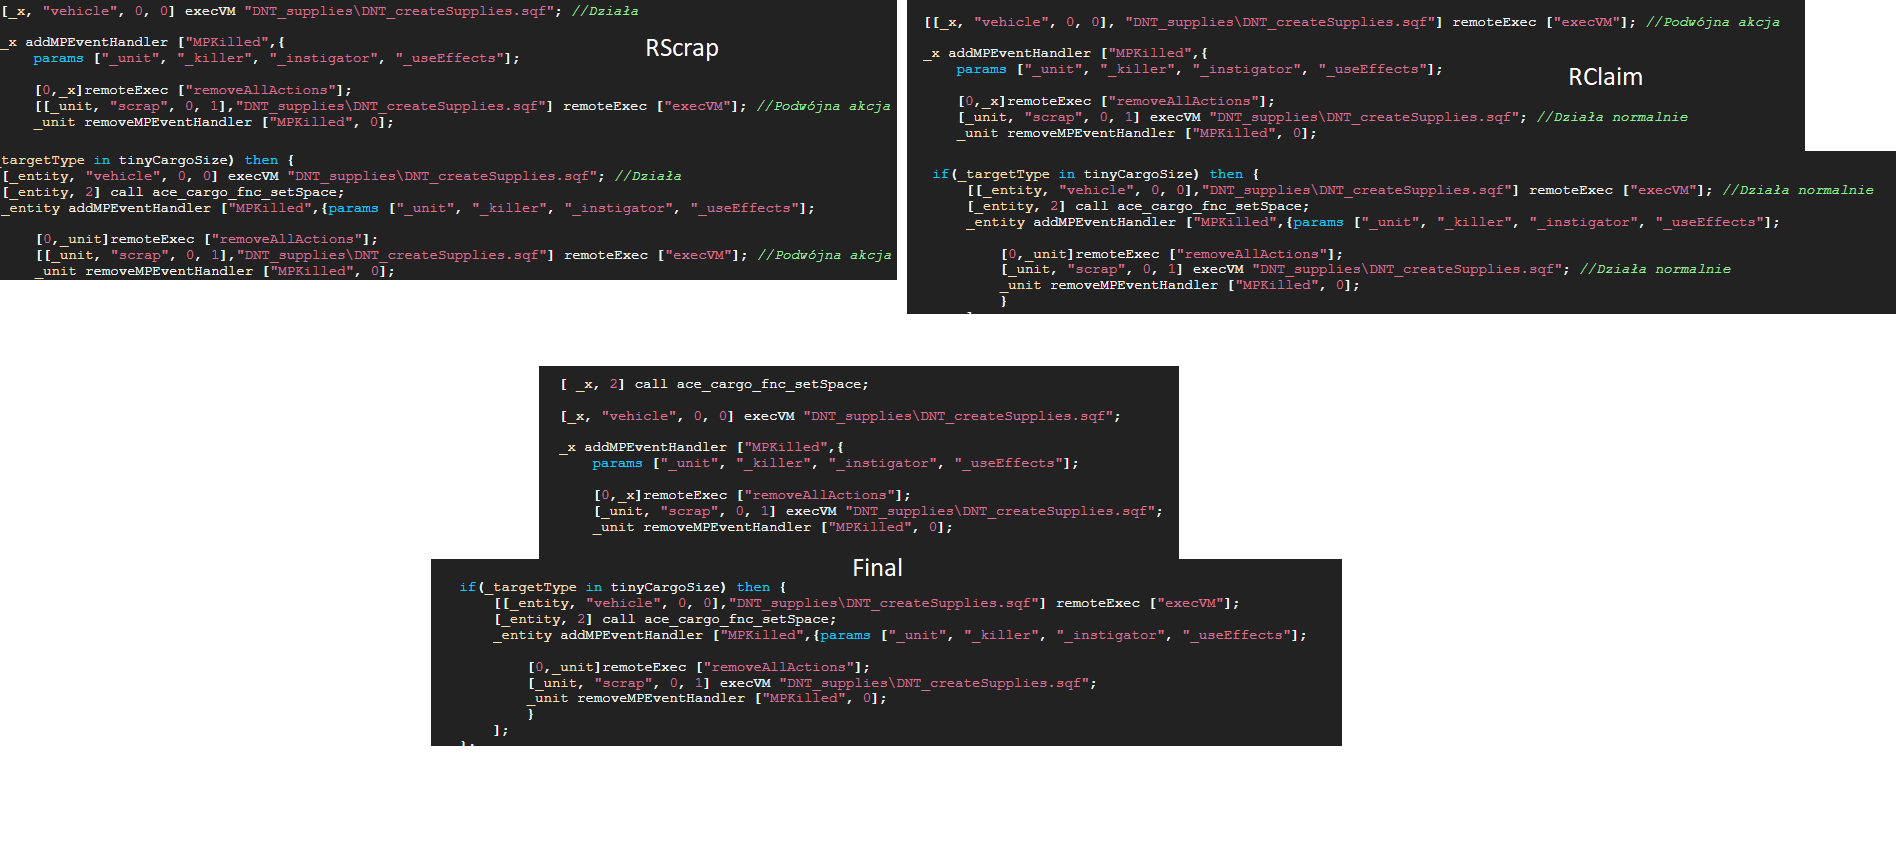 [_x, "vehicle", 0, 0] execVM "DNT_supplies\DNT_createSupplies.sqf"; //Działa
_x addMPEventHandler ["MPKilled",{
RScrap
params ["_unit", "_killer", "_instigator", "_useEffects"];
[0,_x]remoteExec ["removeAllActions"];
[[_unit, "scrap", 0, 1],"DNT_supplies\DNT_createSupplies.sqf"] remoteExec ["execVM"]; //Podwójna akcja
_unit removeMPEventHandler ["MPKilled", 0];
targetType in tinyCargoSize) then {
[_entity, "vehicle", 0, 0] execVM "DNT_supplies\DNT_createSupplies.sqf"; //Działa
[_entity, 2] call ace_cargo_fnc_setSpace;
_entity addMPEventHandler ["MPKilled",{params ["_unit", "_killer", "_instigator", "_useEffects"];
[0,_unit]remoteExec ["removeAllActions"];
[[_unit, "scrap", 0, 1],"DNT_supplies\DNT_createSupplies.sqf"] remoteExec ["execVM"]; //Podwójna akcja
_unit removeMPEventHandler ["MPKilled", 0];
[[_x, "vehicle", 0, 0], "DNT_supplies\DNT_createSupplies.sqf"] remoteExec ["execVM"]; //Podwójna akcja
_x addMPEventHandler ["MPKilled",{
params ["_unit", "_killer", "_instigator", "_useEffects"];
RClaim
[0,_x]remoteExec ["removeAllActions"];
[_unit, "scrap", 0, 1] execVM "DNT_supplies\DNT_createSupplies.sqf"; //Działa normalnie
_unit removeMPEventHandler ["MPKilled", 0];
if(_targetType in tinyCargoSize) then {
[[_entity, "vehicle", 0, 0],"DNT_supplies\DNT_createSupplies.sqf"] remoteExec ["execVM"]; //Działa normalnie
[_entity, 2] call ace_cargo_fnc_setSpace;
_entity addMPEventHandler ["MPKilled",{params ["_unit", "_killer", "_instigator", "_useEffects"];
[0,_unit]remoteExec ["removeAllActions"];
[_unit, "scrap", 0, 1] execVM "DNT_supplies\DNT_createSupplies.sqf"; //Działa normalnie
_unit removeMPEventHandler ["MPKilled", 0];
}
[ _x, 2] call ace_cargo_fnc_setSpace;
[_x, "vehicle", 0, 0] execVM "DNT_supplies\DNT_createSupplies.sqf";
_x addMPEventHandler ["MPKilled",{
params ["_unit", "_killer", "_instigator", "_useEffects"];
[0,_x]remoteExec ["removeAllActions"];
[_unit, "scrap", 0, 1] execVM "DNT_supplies\DNT_createSupplies.sqf";
_unit removeMPEventHandler ["MPKilled", 0];
Final
if(_targetType in tinyCargoSize) then {
[[_entity, "vehicle", 0, 0],"DNT_supplies\DNT_createSupplies.sqf"] remoteExec ["execVM"];
[_entity, 2] call ace_cargo_fnc_setSpace;
_entity addMPEventHandler ["MPKilled",{params ["_unit", "_killer", "_instigator", "_useEffects"];
[0,_unit]remoteExec ["removeAllActions"];
[_unit, "scrap", 0, 1] execVM "DNT_supplies\DNT_createSupplies.sqf";
_unit removeMPEventHandler ["MPKilled", 0];
}
];
};